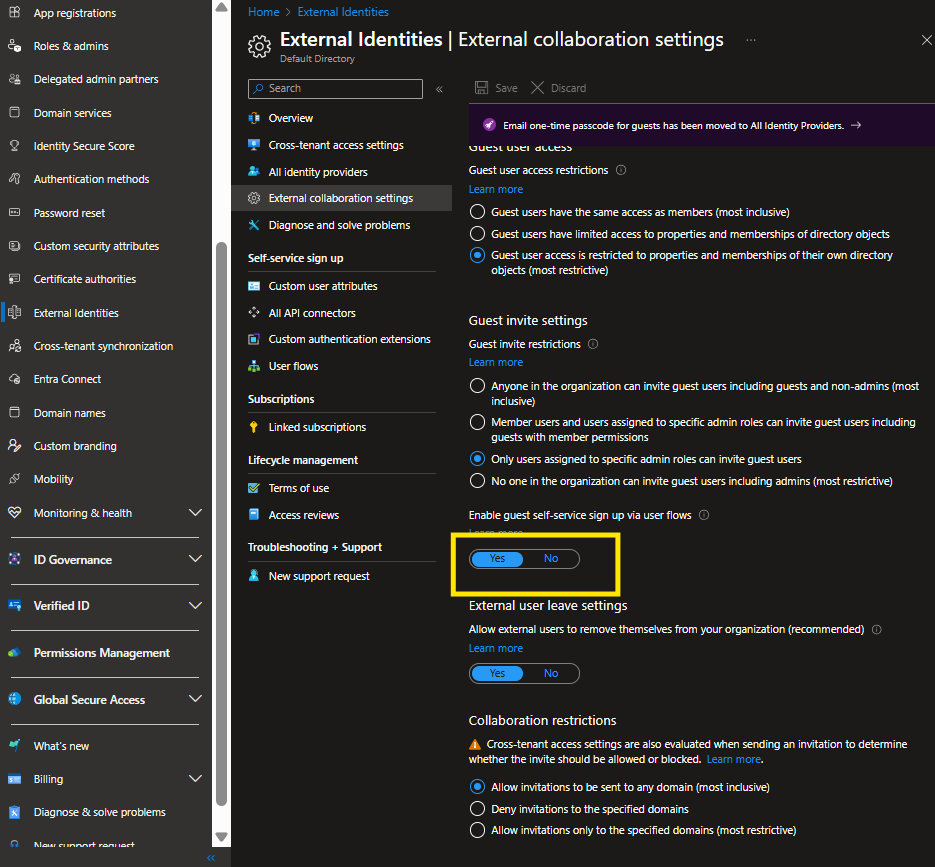 App registrations
Roles & admins
Delegated admin partners
Domain services
Identity Secure Score
Authentication methods
Password reset
Custom security attributes
Certificate authorities
External Identities
Cross-tenant synchronization
Entra Connect
Domain names
Custom branding
Mobility
Monitoring & health
ID Governance
Verified ID
Permissions Management
Global Secure Access
What's new
Billing
Diagnose & solve problems
New support request
«
Home > External Identities
External Identities | External collaboration settings ...
Default Directory
Search «
Overview
Cross-tenant access settings
All identity providers
External collaboration settings
Diagnose and solve problems
Self-service sign up
Custom user attributes
All API connectors
Custom authentication extensions
User flows
Subscriptions
Linked subscriptions
Lifecycle management
Terms of use
Access reviews
Troubleshooting + Support
New support request
Save Discard
Email one-time passcode for guests has been moved to All Identity Providers. →
Guest user access
Guest user access restrictions
Learn more
Guest users have the same access as members (most inclusive)
Guest users have limited access to properties and memberships of directory objects
Guest user access is restricted to properties and memberships of their own directory
objects (most restrictive)
Guest invite settings
Guest invite restrictions
Learn more
Anyone in the organization can invite guest users including guests and non-admins (most
inclusive)
Member users and users assigned to specific admin roles can invite guest users including
guests with member permissions
Only users assigned to specific admin roles can invite guest users
No one in the organization can invite guest users including admins (most restrictive)
Enable guest self-service sign up via user flows
Learn more
Yes No
External user leave settings
Allow external users to remove themselves from your organization (recommended)
Learn more
Yes No
Collaboration restrictions
Cross-tenant access settings are also evaluated when sending an invitation to determine
whether the invite should be allowed or blocked. Learn more.
Allow invitations to be sent to any domain (most inclusive)
Deny invitations to the specified domains
Allow invitations only to the specified domains (most restrictive)